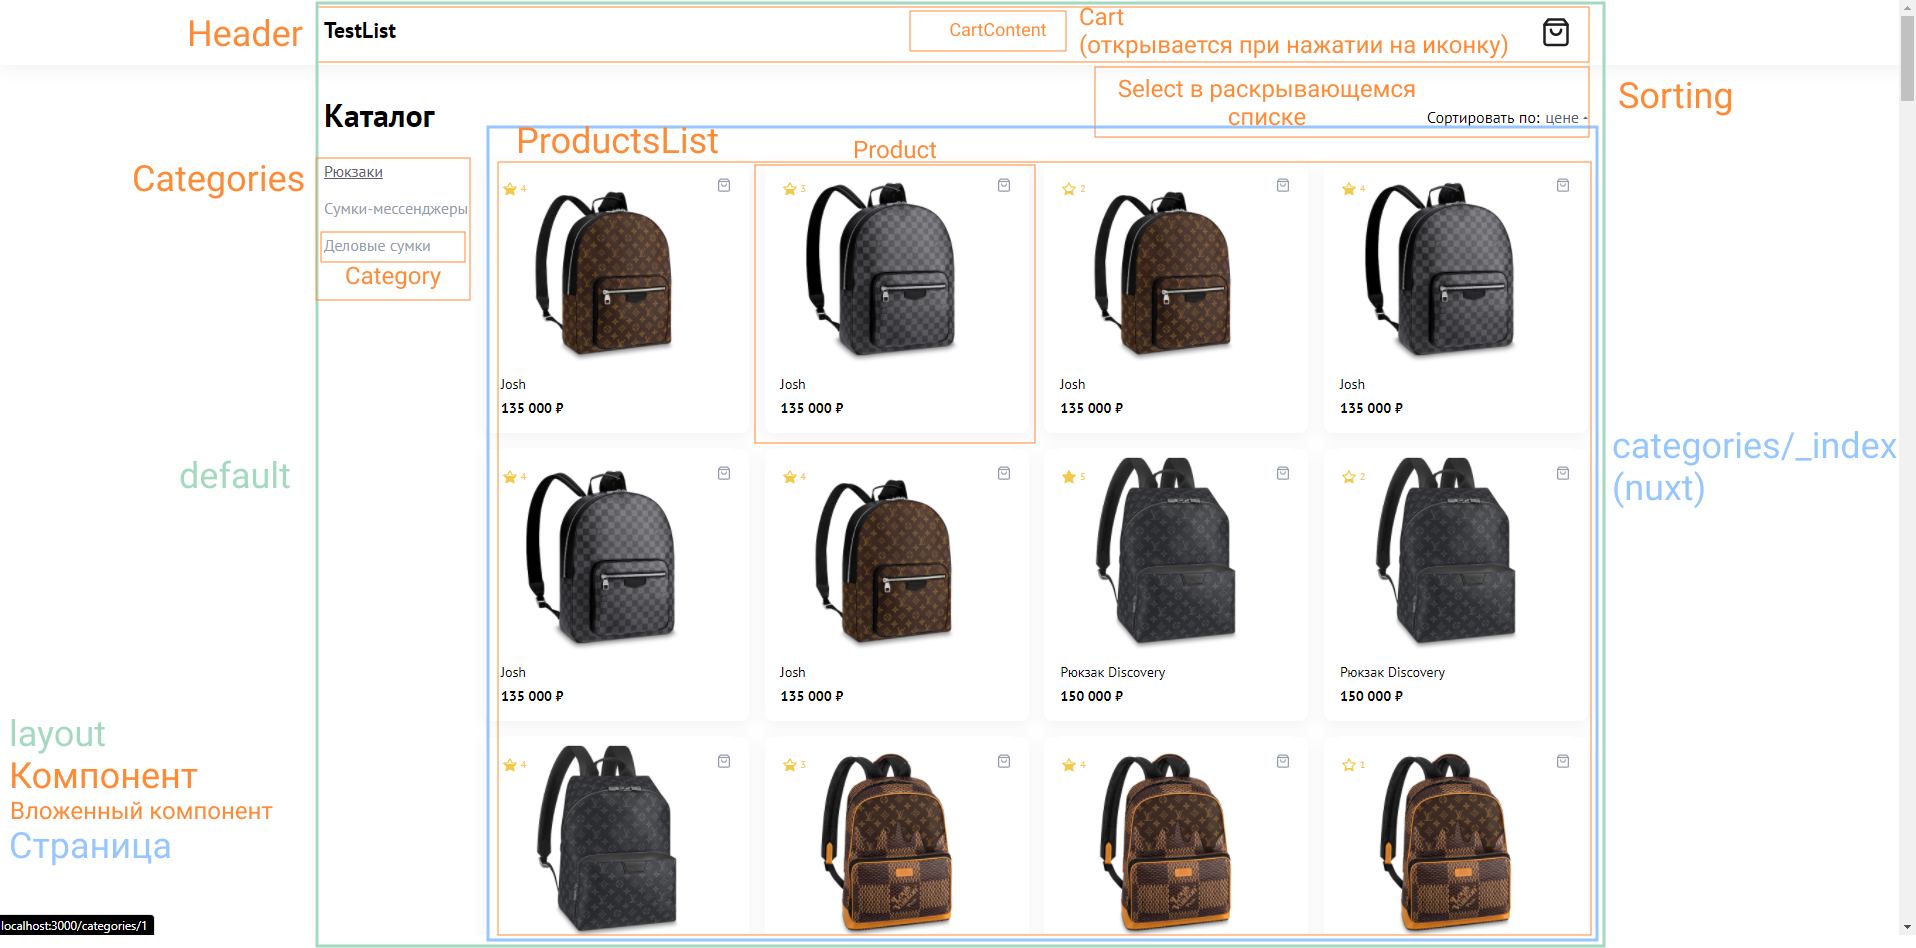 Header
TestList
CartContent
Cart
(открывается при нажатии на иконку)
Select в раскрывающемся
списке
Сортировать по: цене
Sorting
Каталог
ProductsList
Product
Categories
Рюкзаки
Сумки-мессенджеры
Деловые сумки
Category
4
3
2
4
Josh
135 000 ₽
Josh
135 000 ₽
Josh
135 000 ₽
Josh
135 000 ₽
default
categories/_index
(nuxt)
4
4
5
2
Josh
135 000 ₽
Josh
135 000 ₽
Рюкзак Discovery
150 000 ₽
Рюкзак Discovery
150 000 ₽
4
3
4
1
layout
Компонент
Вложенный компонент
Страница
localhost:3000/categories/1